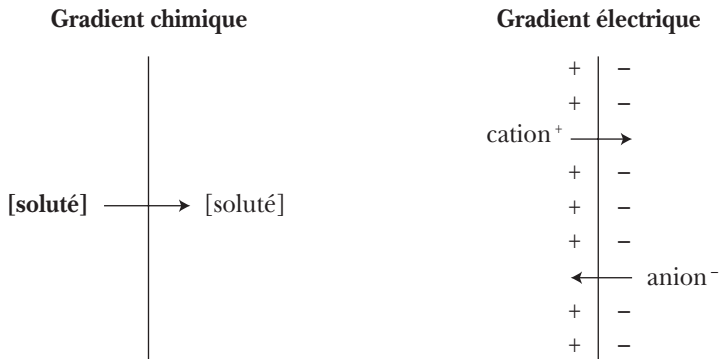 Gradient chimique
[soluté] [soluté]
Gradient électrique
+ –
+ –
cation⁺
+ –
+ –
+ –
anion⁻
+ –
+ –